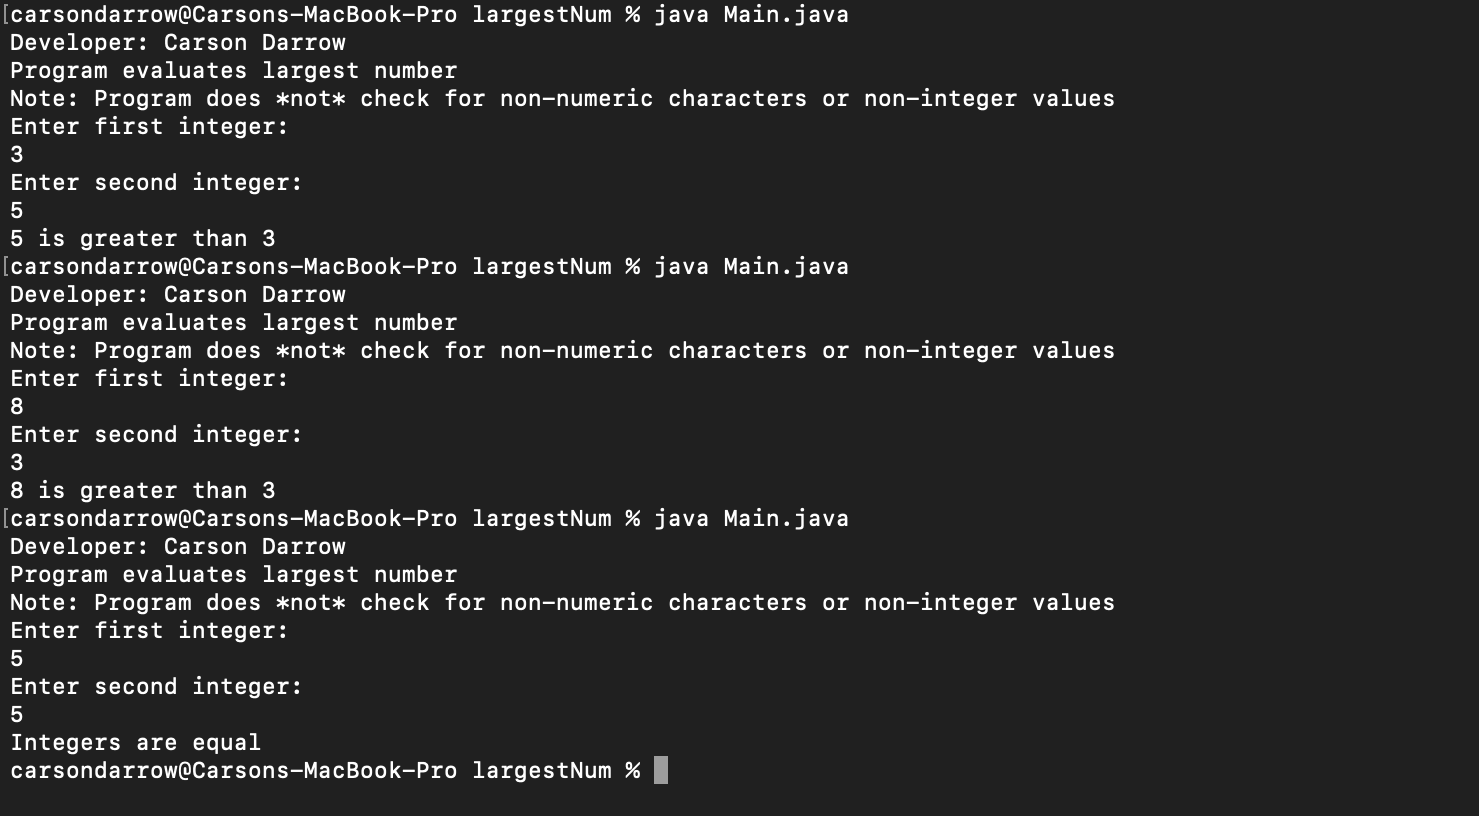 [carsondarrow@Carsons-MacBook-Pro largestNum % java Main.java
Developer: Carson Darrow
Program evaluates largest number
Note: Program does *not* check for non-numeric characters or non-integer values
Enter first integer:
3
Enter second integer:
5
5 is greater than 3
[carsondarrow@Carsons-MacBook-Pro largestNum % java Main.java
Developer: Carson Darrow
Program evaluates largest number
Note: Program does *not* check for non-numeric characters or non-integer values
Enter first integer:
8
Enter second integer:
3
8 is greater than 3
[carsondarrow@Carsons-MacBook-Pro largestNum % java Main.java
Developer: Carson Darrow
Program evaluates largest number
Note: Program does *not* check for non-numeric characters or non-integer values
Enter first integer:
5
Enter second integer:
5
Integers are equal
carsondarrow@Carsons-MacBook-Pro largestNum %